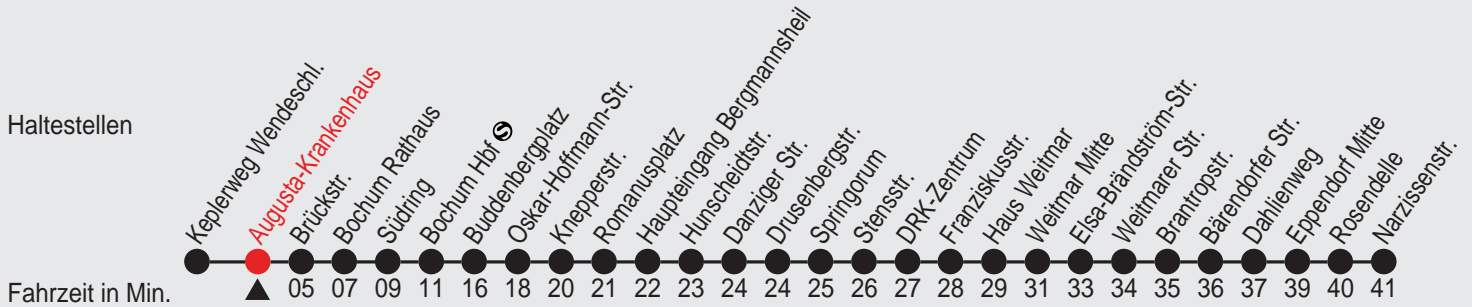 Haltestellen
Keplerweg Wendeschl.
Augusta-Krankenhaus
Brückstr.
Bochum Rathaus
Südring
Bochum Hbf S
Buddenbergplatz
Oskar-Hoffmann-Str.
Knepperstr.
Romanusplatz
Haupteingang Bergmannsheil
Hunscheidtstr.
Danziger Str.
Drusenbergstr.
Springorum
Stensstr.
DRK-Zentrum
Franziskusstr.
Haus Weitmar
Weitmar Mitte
Elsa-Brändström-Str.
Weitmarer Str.
Brantropstr.
Bärendorfer Str.
Dahlienweg
Eppendorf Mitte
Rosendelle
Narzissenstr.
Fahrzeit in Min. 05 07 09 11 16 18 20 21 22 23 24 24 25 26 27 28 29 31 33 34 35 36 37 39 40 41